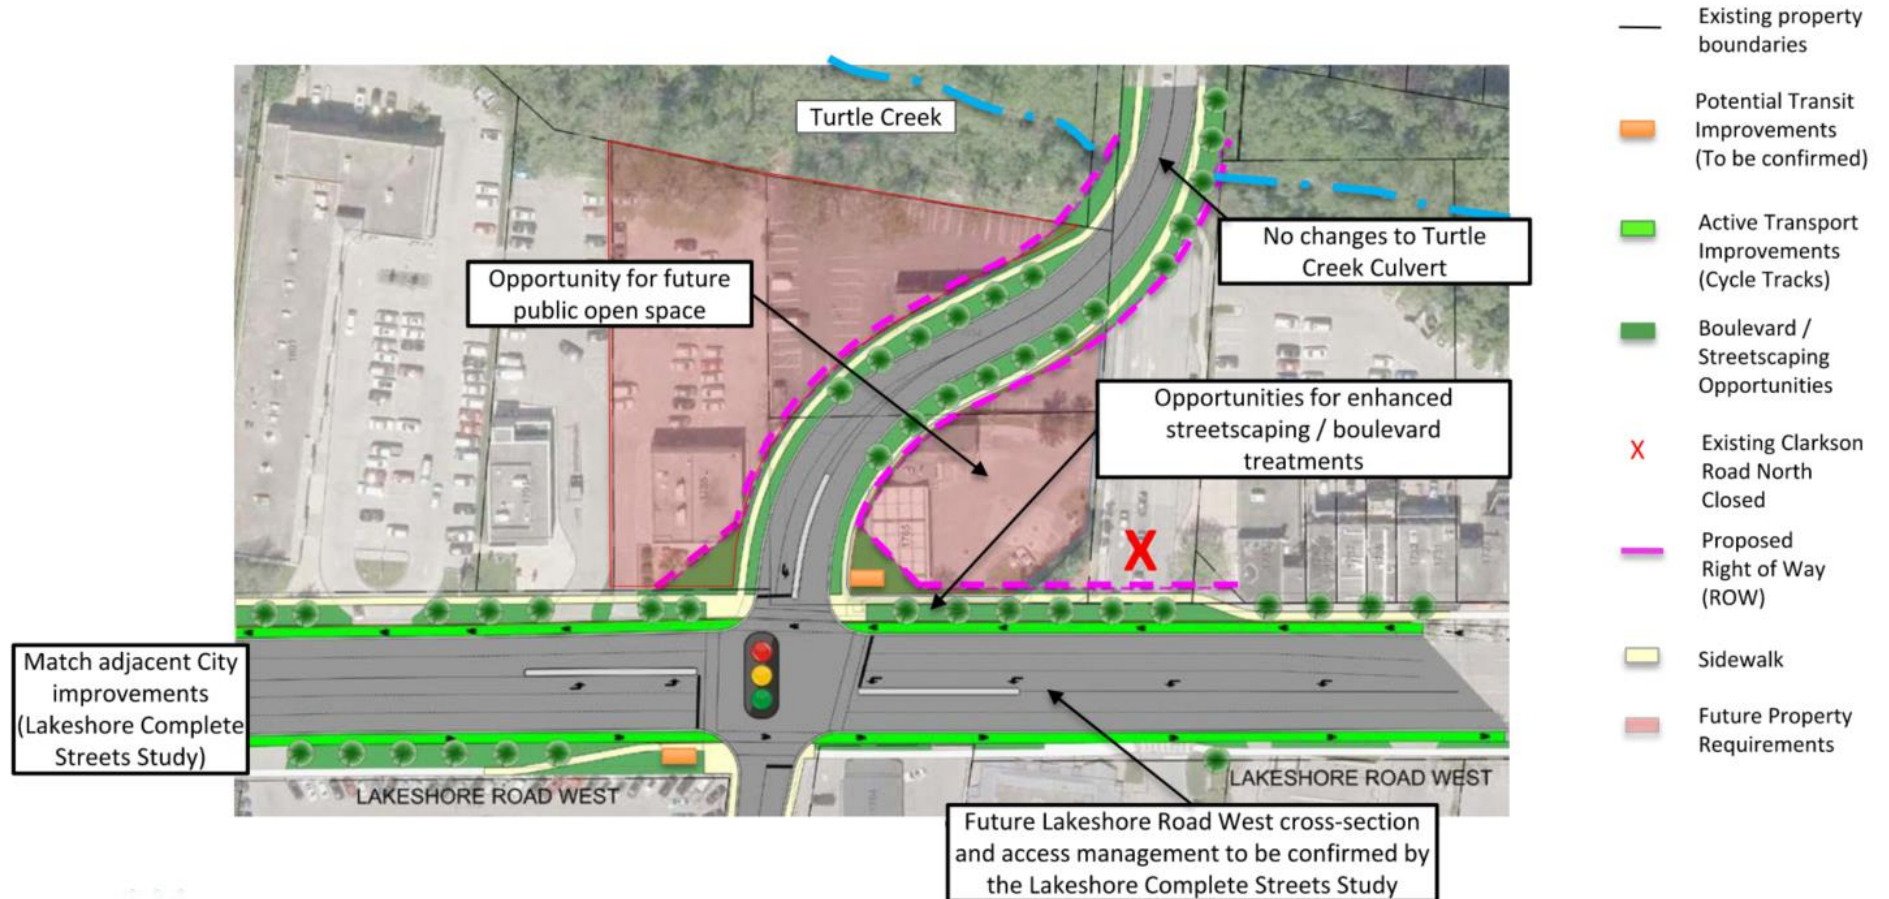 Turtle Creek
No changes to Turtle
Creek Culvert
Opportunity for future
public open space
Opportunities for enhanced
streetscaping / boulevard
treatments
X
Match adjacent City
improvements
(Lakeshore Complete
Streets Study)
LAKESHORE ROAD WEST
LAKESHORE ROAD WEST
Future Lakeshore Road West cross-section
and access management to be confirmed by
the Lakeshore Complete Streets Study
Existing property
boundaries
Potential Transit
Improvements
(To be confirmed)
Active Transport
Improvements
(Cycle Tracks)
Boulevard /
Streetscaping
Opportunities
X
Existing Clarkson
Road North
Closed
Proposed
Right of Way
(ROW)
Sidewalk
Future Property
Requirements